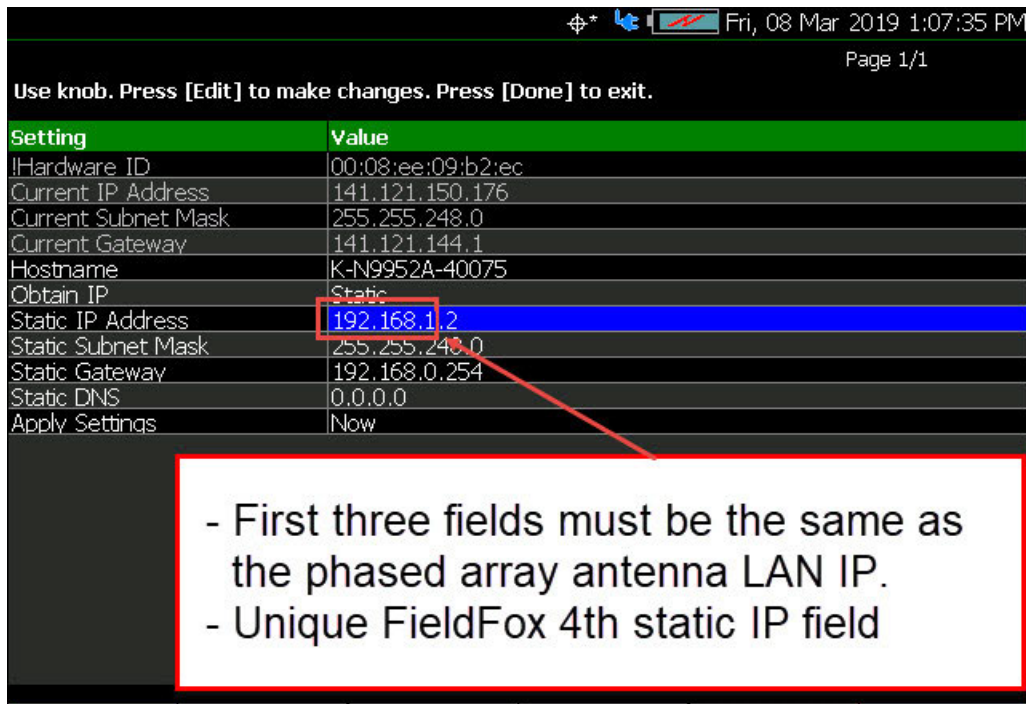 Fri, 08 Mar 2019 1:07:35 PM
Page 1/1
Use knob. Press [Edit] to make changes. Press [Done] to exit.
Setting Value
!Hardware ID 00:08:ee:09:b2:ec
Current IP Address 141.121.150.176
Current Subnet Mask 255.255.248.0
Current Gateway 141.121.144.1
Hostname K-N9952A-40075
Obtain IP Static
Static IP Address 192.168.1.2
Static Subnet Mask 255.255.248.0
Static Gateway 192.168.0.254
Static DNS 0.0.0.0
Apply Settings Now
- First three fields must be the same as
the phased array antenna LAN IP.
- Unique FieldFox 4th static IP field